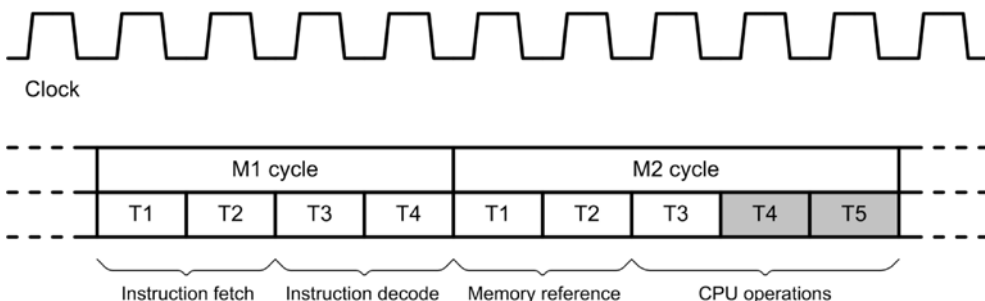 Clock
M1 cycle M2 cycle
T1 T2 T3 T4 T1 T2 T3 T4 T5
Instruction fetch Instruction decode Memory reference CPU operations